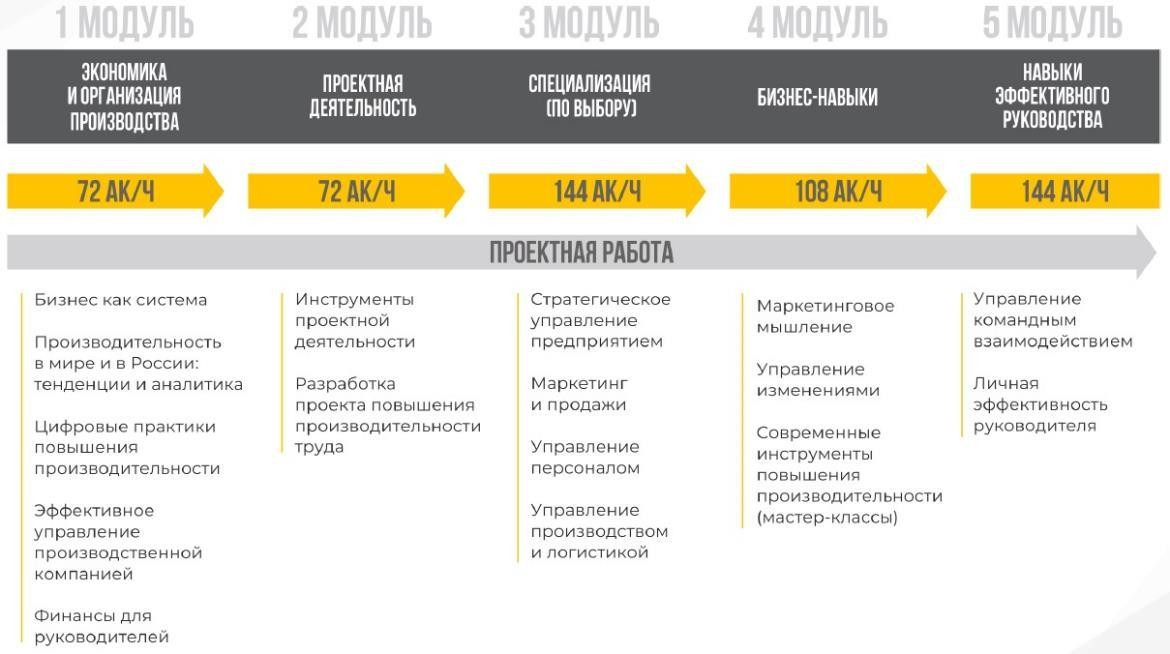 1 МОДУЛЬ
2 МОДУЛЬ
3 МОДУЛЬ
4 МОДУЛЬ
5 МОДУЛЬ
ЭКОНОМИКА
И ОРГАНИЗАЦИЯ
ПРОИЗВОДСТВА
ПРОЕКТНАЯ
ДЕЯТЕЛЬНОСТЬ
СПЕЦИАЛИЗАЦИЯ
(ПО ВЫБОРУ)
БИЗНЕС-НАВЫКИ
НАВЫКИ
ЭФФЕКТИВНОГО
РУКОВОДСТВА
72 АК/Ч
72 АК/Ч
144 АК/Ч
108 АК/Ч
144 АК/Ч
ПРОЕКТНАЯ РАБОТА
Бизнес как система
Производительность
в мире и в России:
тенденции и аналитика
Цифровые практики
повышения
производительности
Эффективное
управление
производственной
компанией
Финансы для
руководителей
Инструменты
проектной
деятельности
Разработка
проекта повышения
производительности
труда
Стратегическое
управление
предприятием
Маркетинг
и продажи
Управление
персоналом
Управление
производством
и логистикой
Маркетинговое
мышление
Управление
изменениями
Современные
инструменты
повышения
производительности
(мастер-классы)
Управление
командным
взаимодействием
Личная
эффективность
руководителя